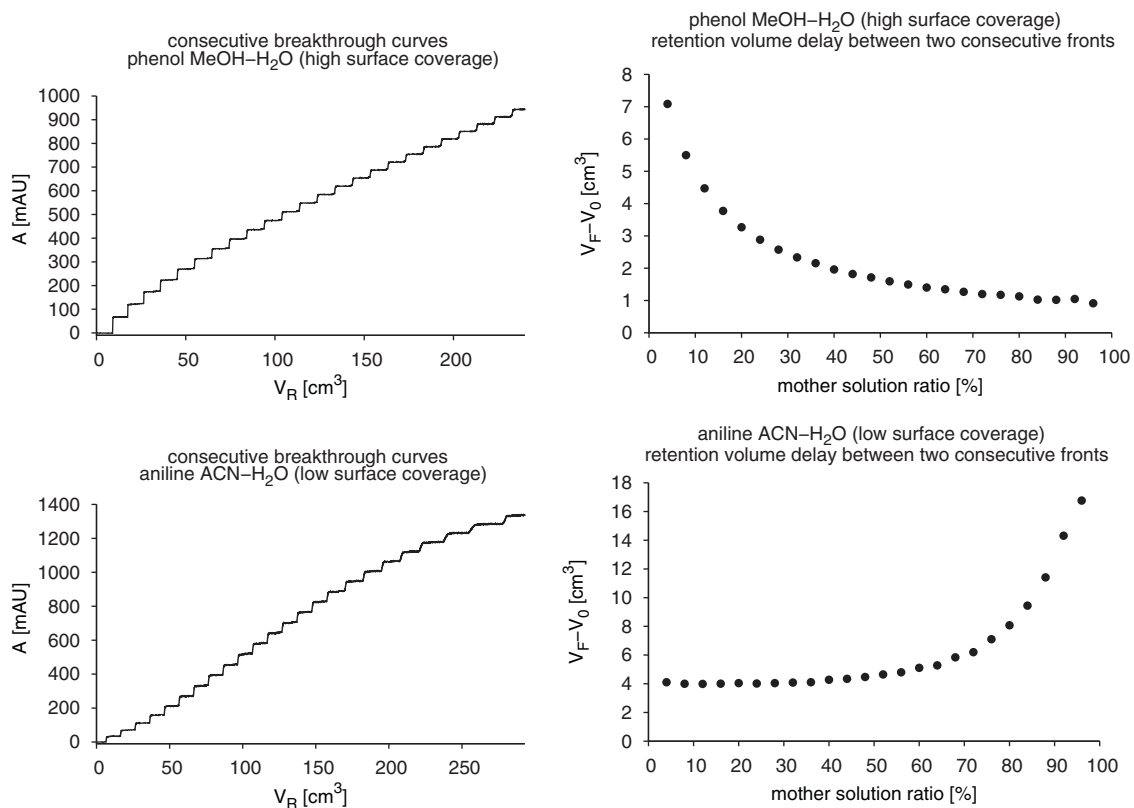 consecutive breakthrough curves
phenol MeOH–H2O (high surface coverage)
1000
900
800
700
600
500
400
300
200
100
0
A [mAU]
0 50 100 150 200
VR [cm3]
phenol MeOH–H2O (high surface coverage)
retention volume delay between two consecutive fronts
8
7
6
5
4
3
2
1
0
VF–V0 [cm3]
0 10 20 30 40 50 60 70 80 90 100
mother solution ratio [%]
consecutive breakthrough curves
aniline ACN–H2O (low surface coverage)
1400
1200
1000
800
600
400
200
0
A [mAU]
0 50 100 150 200 250
VR [cm3]
aniline ACN–H2O (low surface coverage)
retention volume delay between two consecutive fronts
18
16
14
12
10
8
6
4
2
0
VF–V0 [cm3]
0 10 20 30 40 50 60 70 80 90 100
mother solution ratio [%]